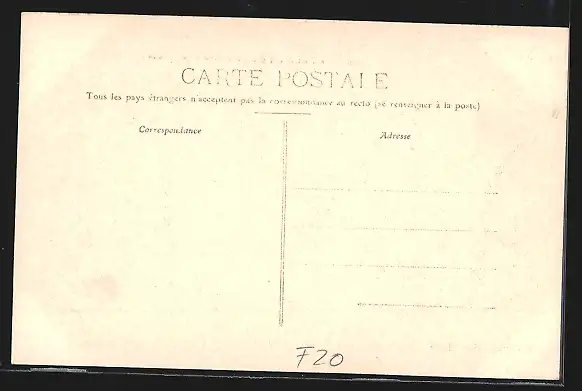 CARTE POSTALE
Tous les pays étrangers n'acceptent pas la correspondance au recto (se renseigner à la poste)
Correspondance
Adresse
F20